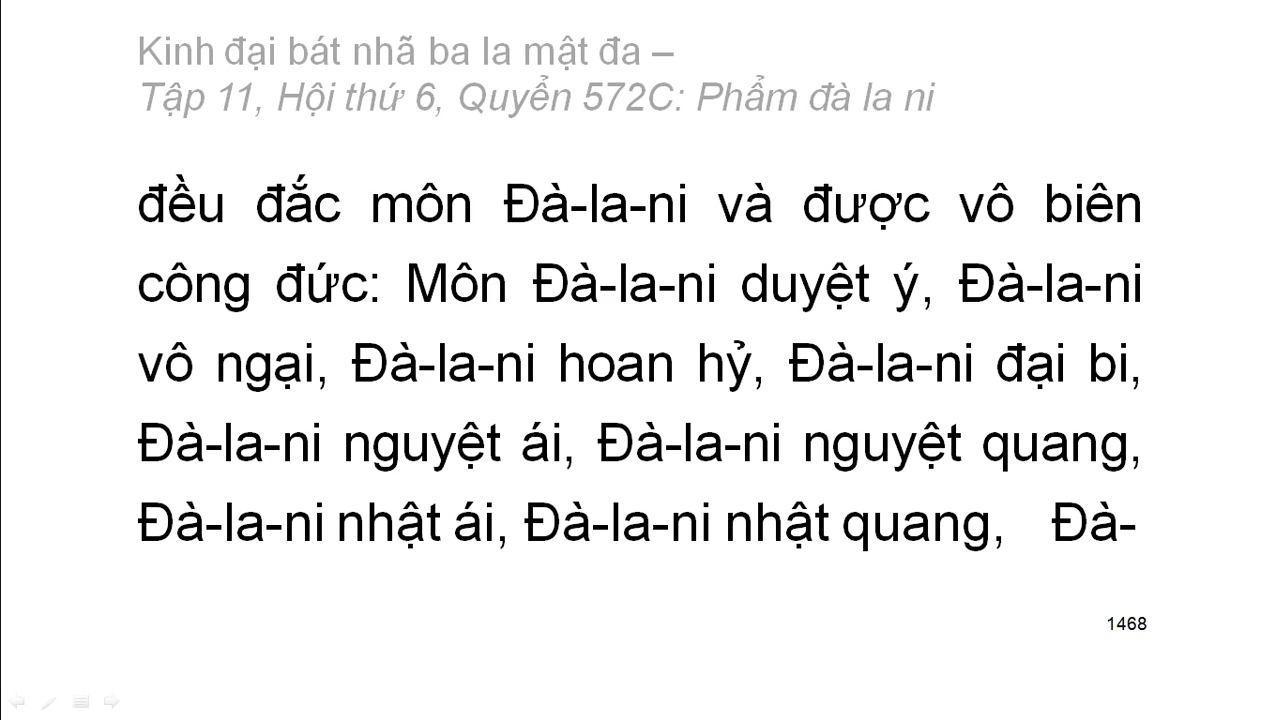 Kinh đại bát nhã ba la mật đa –
Tập 11, Hội thứ 6, Quyển 572C: Phẩm đà la ni
đều đắc môn Đà-la-ni và được vô biên
công đức: Môn Đà-la-ni duyệt ý, Đà-la-ni
vô ngại, Đà-la-ni hoan hỷ, Đà-la-ni đại bi,
Đà-la-ni nguyệt ái, Đà-la-ni nguyệt quang,
Đà-la-ni nhật ái, Đà-la-ni nhật quang, Đà-
1468